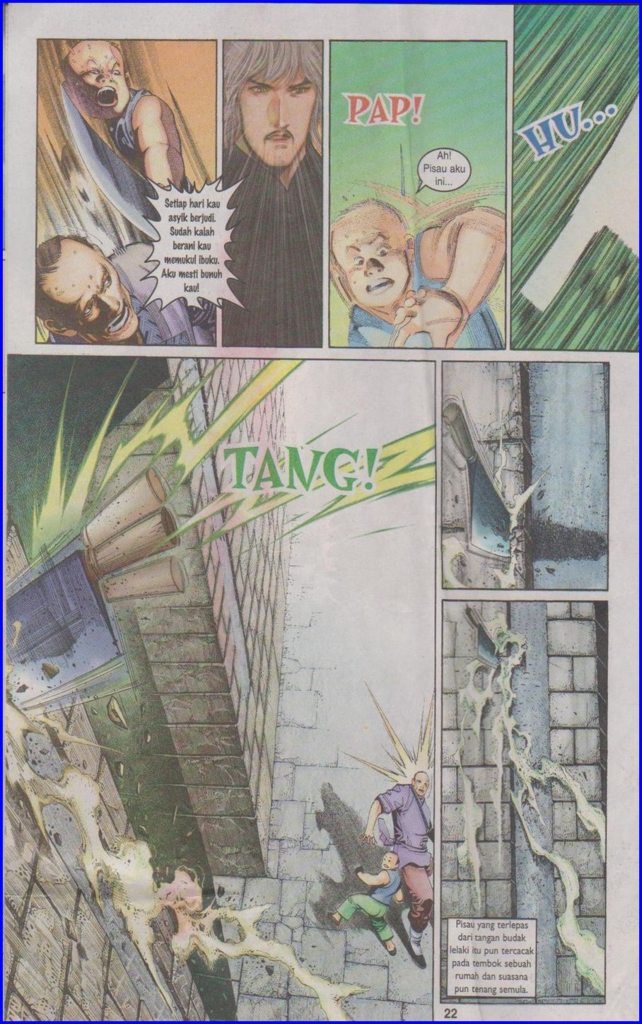 Setiap hari kau
asyik berjudi.
Sudah kalah
berani kau
memukul ibuku.
Aku mesti bunuh
kau!
PAP!
Ah!
Pisau aku
ini...
HU...
TANG!
Pisau yang terlepas
dari tangan budak
lelaki itu pun tercacak
pada tembok sebuah
rumah dan suasana
pun tenang semula.
22